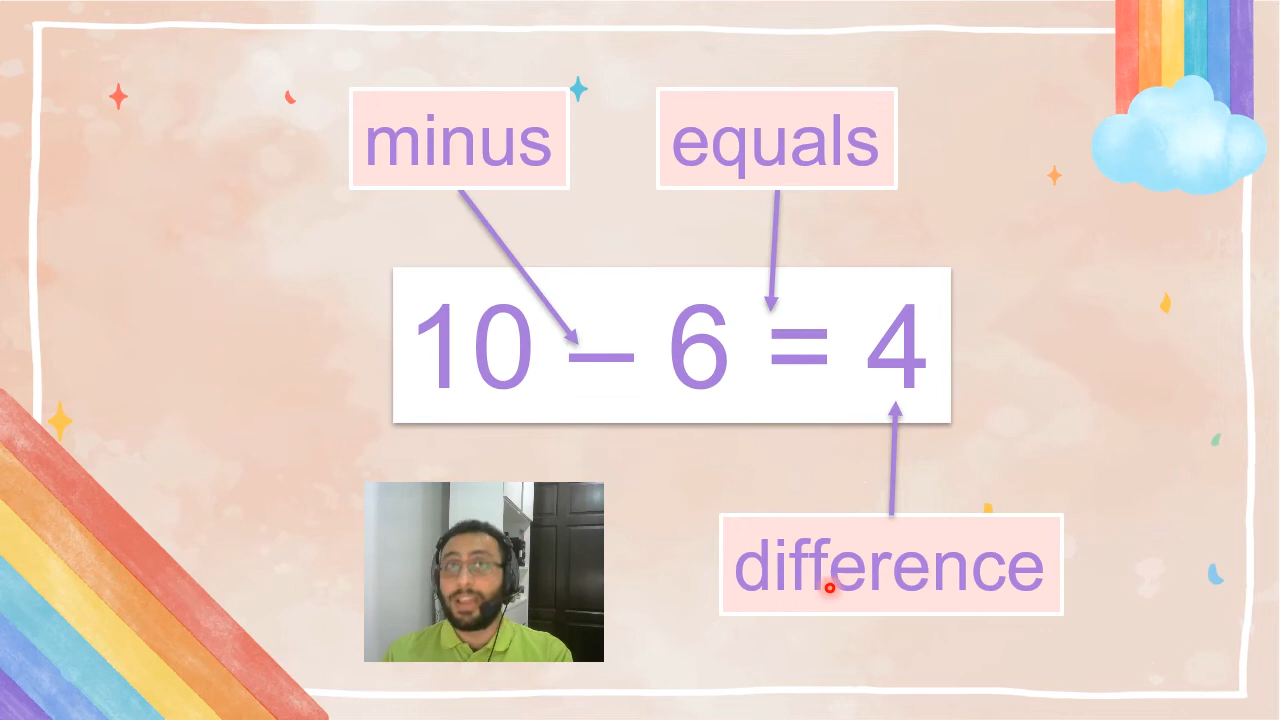 minus
equals
10 – 6 = 4
difference